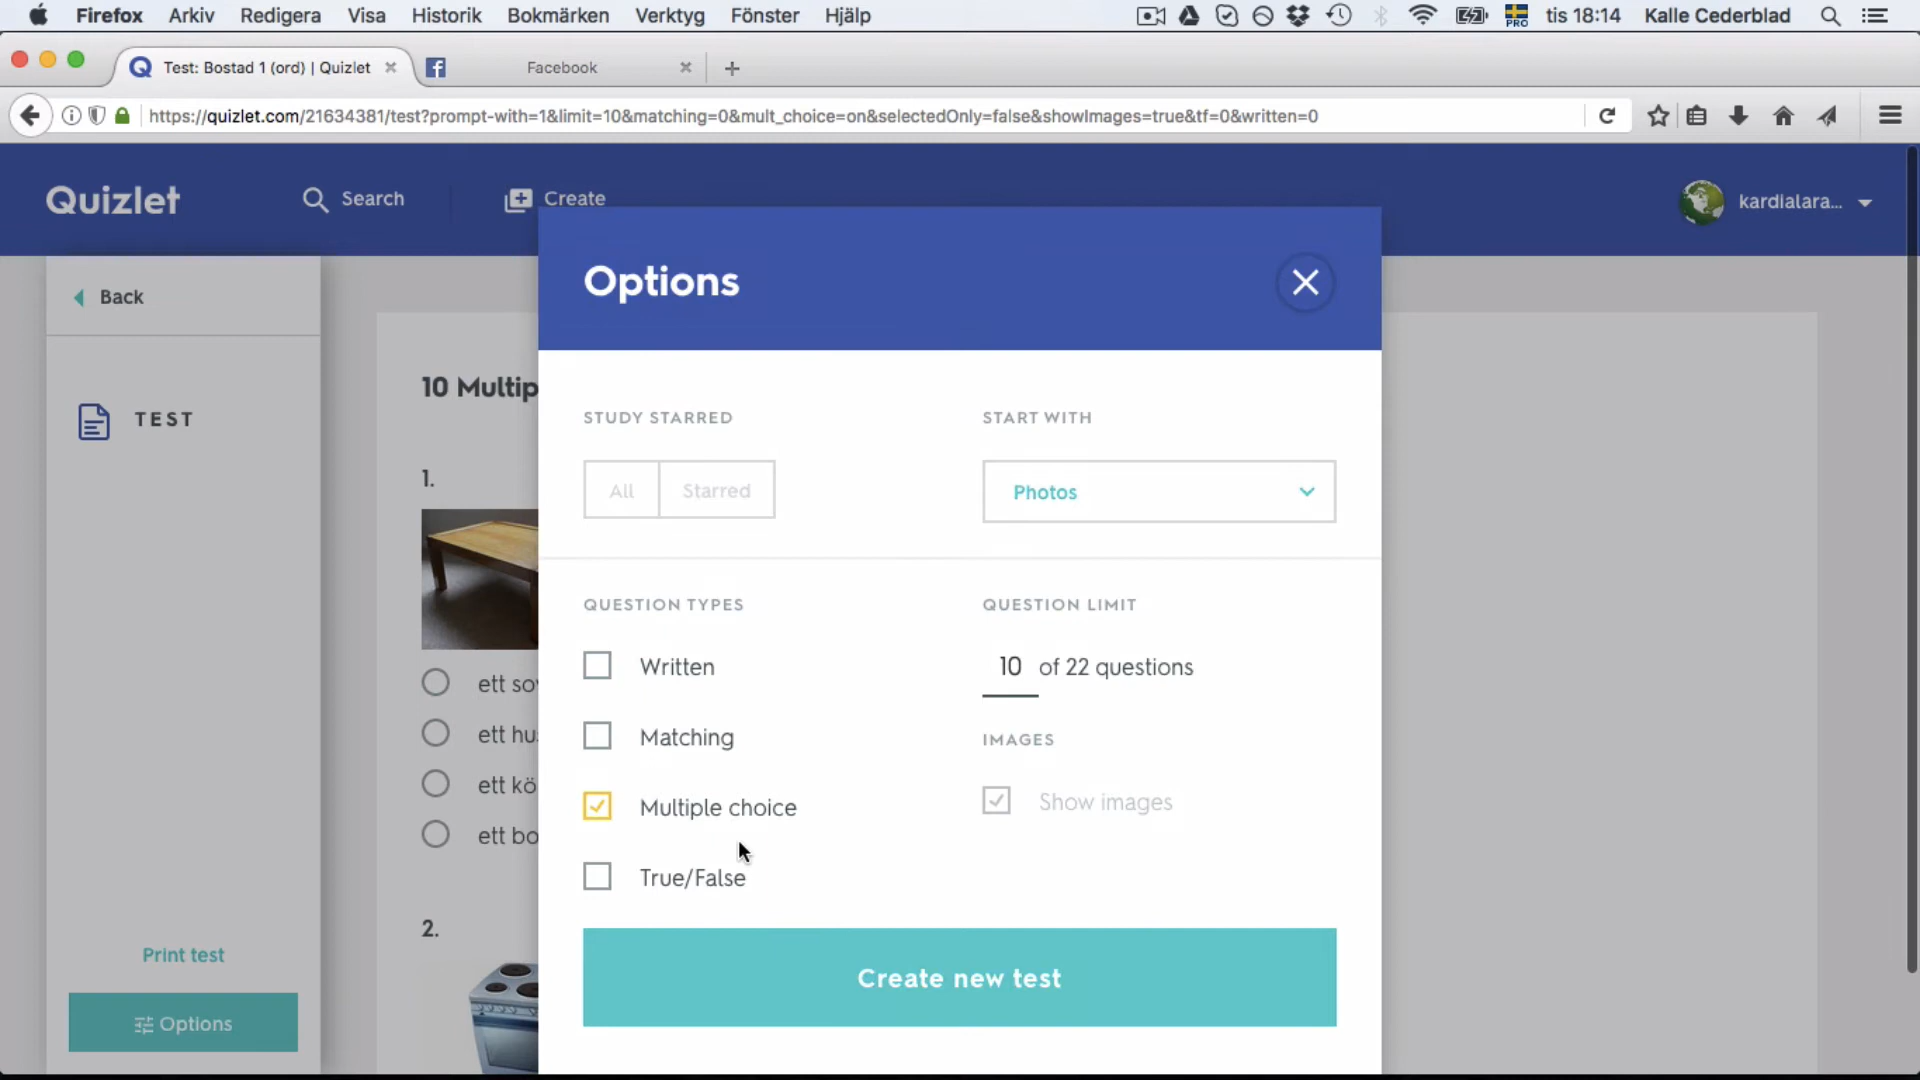 Firefox Arkiv Redigera Visa Historik Bokmärken Verktyg Fönster Hjälp PRO tis 18:14 Kalle Cederblad
Test: Bostad 1 (ord) | Quizlet Facebook
https://quizlet.com/21634381/test?prompt-with=1&limit=10&matching=0&mult_choice=on&selectedOnly=false&showImages=true&tf=0&written=0
Quizlet Search Create kardialara...
Options
Back
TEST
10 Multip
1.
ett so
ett hu
ett kö
ett bo
2.
STUDY STARRED START WITH
All Starred Photos
QUESTION TYPES QUESTION LIMIT
Written 10 of 22 questions
Matching IMAGES
Multiple choice Show images
True/False
Create new test
Print test
Options